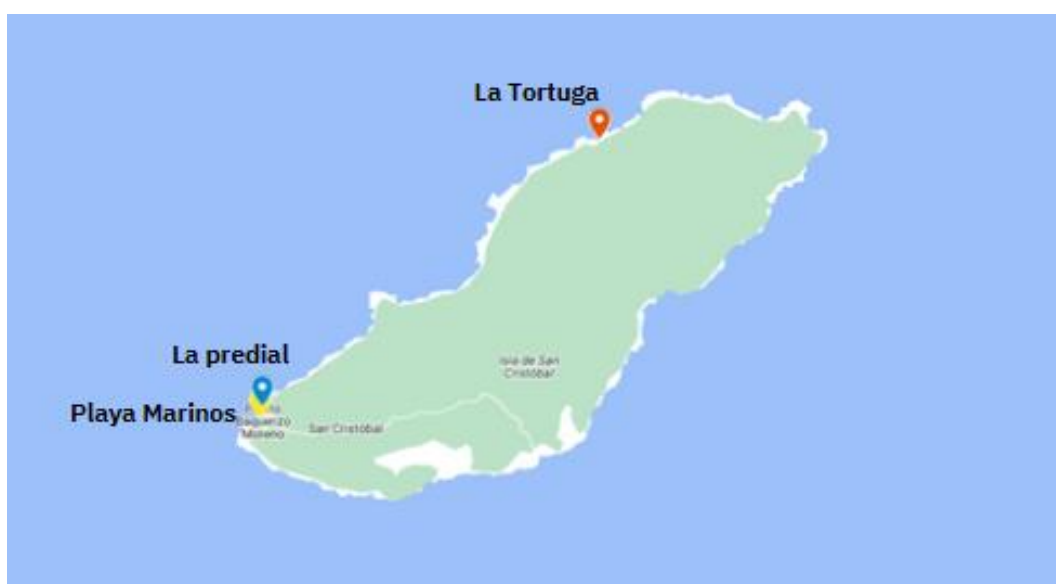 La Tortuga
La predial
Isla de San
Cristóbal
Playa Marinos
Baquerizo
Moreno
San Cristóbal